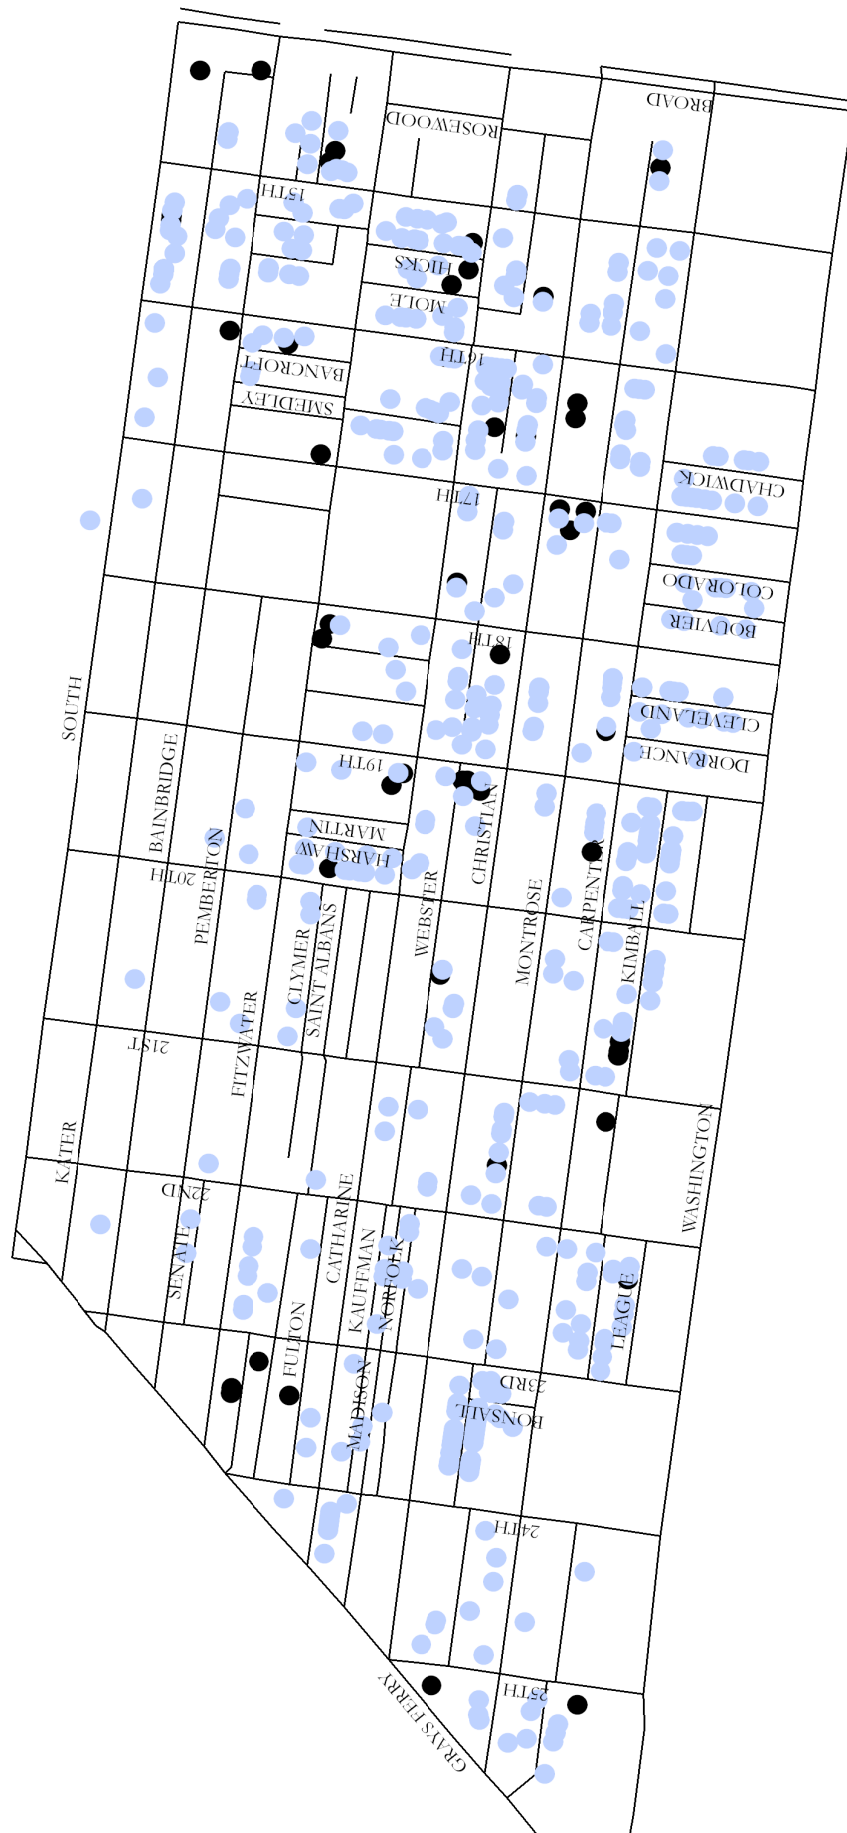 BROAD
ROSEWOOD
15TH
HICKS
MOLE
16TH
BANCROFT
SMEDLEY
CHADWICK
17TH
COLORADO
BOUVIER
18TH
SOUTH
CLEVELAND
DORRANCE
19TH
BAINBRIDGE
MARTIN
CHRISTIAN
HARSHAW
20TH
PEMBERTON
WEBSTER
MONTROSE
CARPENTER
KIMBALL
CLYMER
SAINT ALBANS
FITZWATER
21ST
KATER
WASHINGTON
22ND
CATHARINE
SENATE
KAUFFMAN
NORFOLK
FULTON
LEAGUE
MADISON
23RD
BONSALL
24TH
25TH
GRAYS FERRY